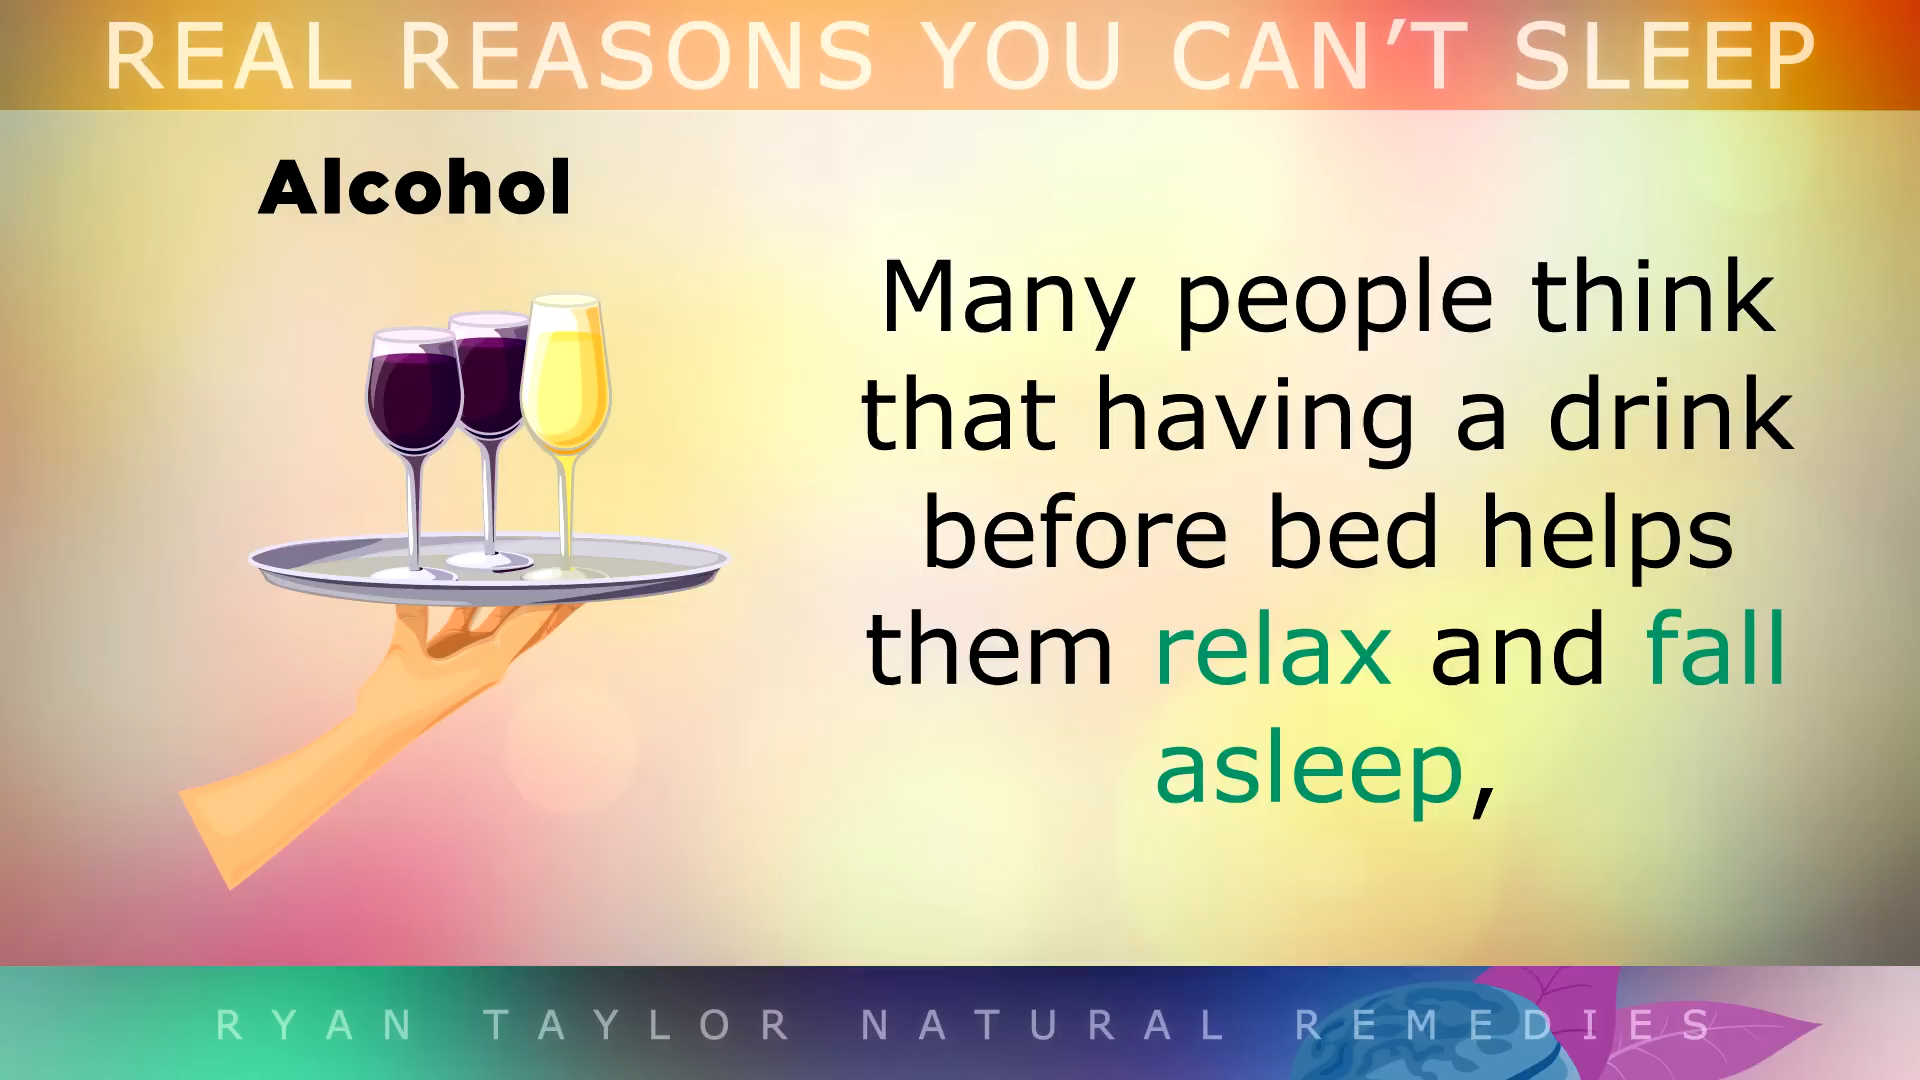 REAL REASONS YOU CAN’T SLEEP
Alcohol
Many people think
that having a drink
before bed helps
them relax and fall
asleep,
RYAN TAYLOR NATURAL REMEDIES